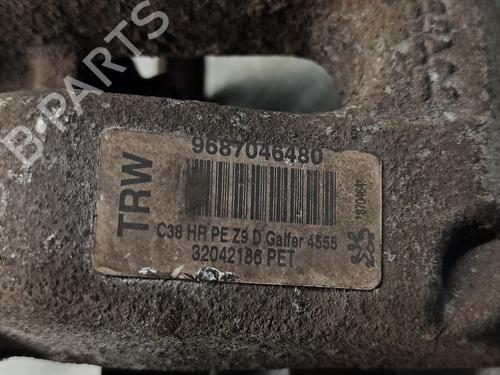 B-PARTS
9687046480
TRW
C38 HR PE Z9 D Galfer 4555
32042186 PET